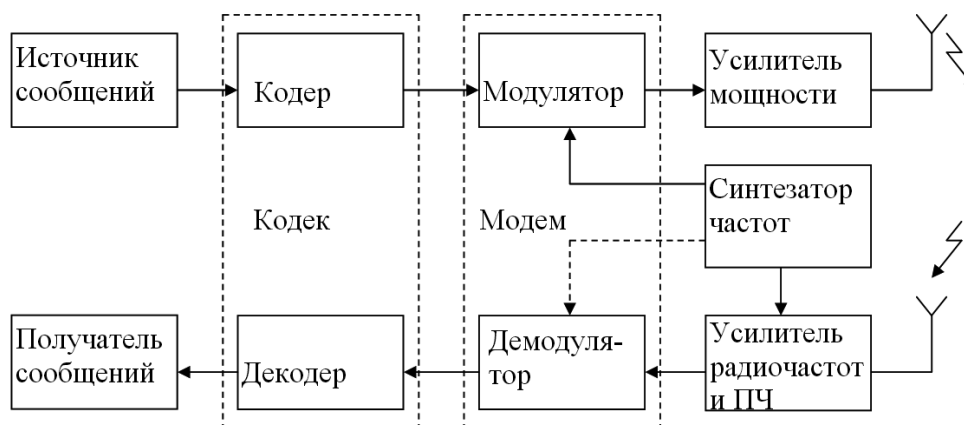 Источник
сообщений
Кодер
Модулятор
Усилитель
мощности
Синтезатор
частот
Кодек
Модем
Получатель
сообщений
Декодер
Демодуля-
тор
Усилитель
радиочастот
и ПЧ